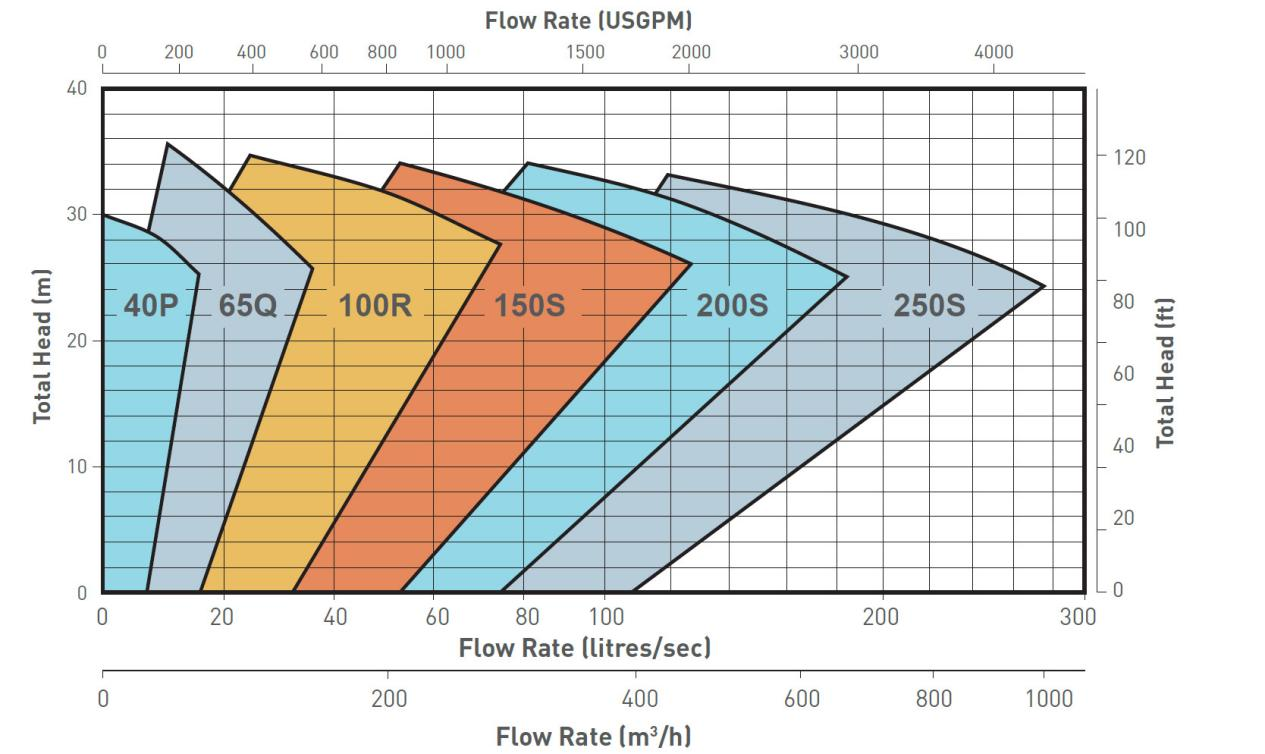 Flow Rate (USGPM)
0 200 400 600 800 1000 1500 2000 3000 4000
40
30
20
10
0
Total Head (m)
40P 65Q 100R 150S 200S 250S
120
100
80
60
40
20
0
Total Head (ft)
0 20 40 60 80 100 200 300
Flow Rate (litres/sec)
0 200 400 600 800 1000
Flow Rate (m³/h)